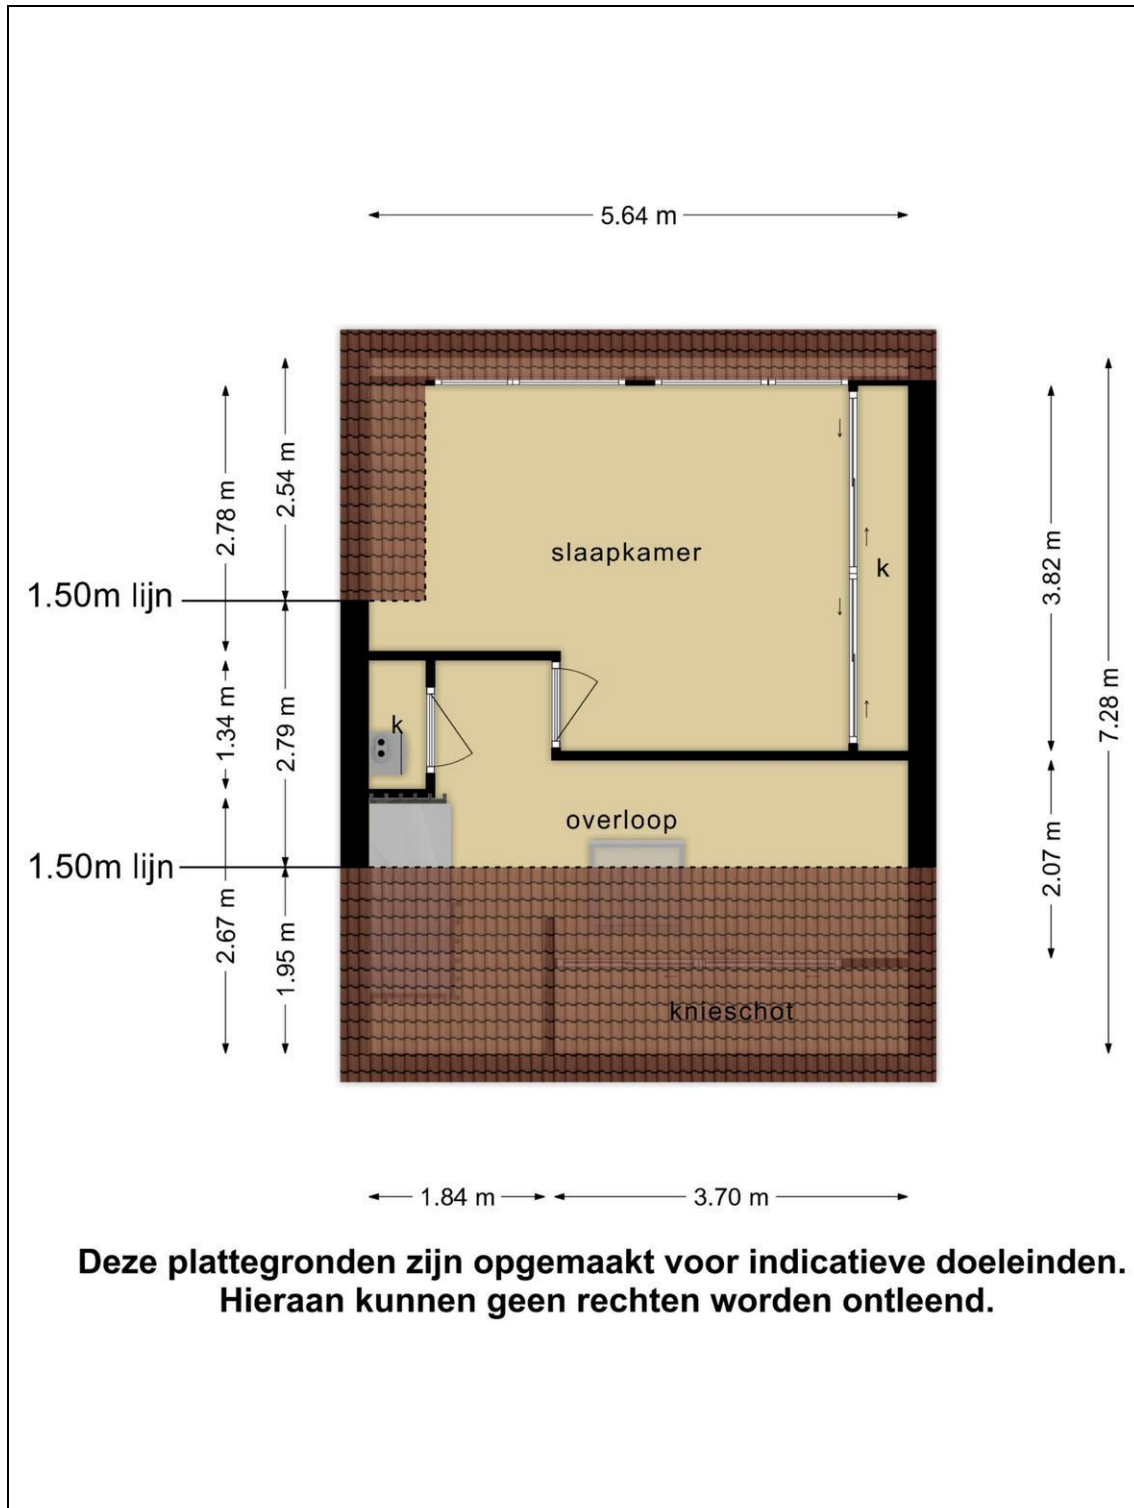 5.64 m
2.54 m
2.78 m
slaapkamer
3.82 m
k
1.50m lijn
7.28 m
1.34 m
2.79 m
k
overloop
1.50m lijn
2.07 m
2.67 m
1.95 m
knieschot
1.84 m
3.70 m
Deze plattegronden zijn opgemaakt voor indicatieve doeleinden.
Hieraan kunnen geen rechten worden ontleend.